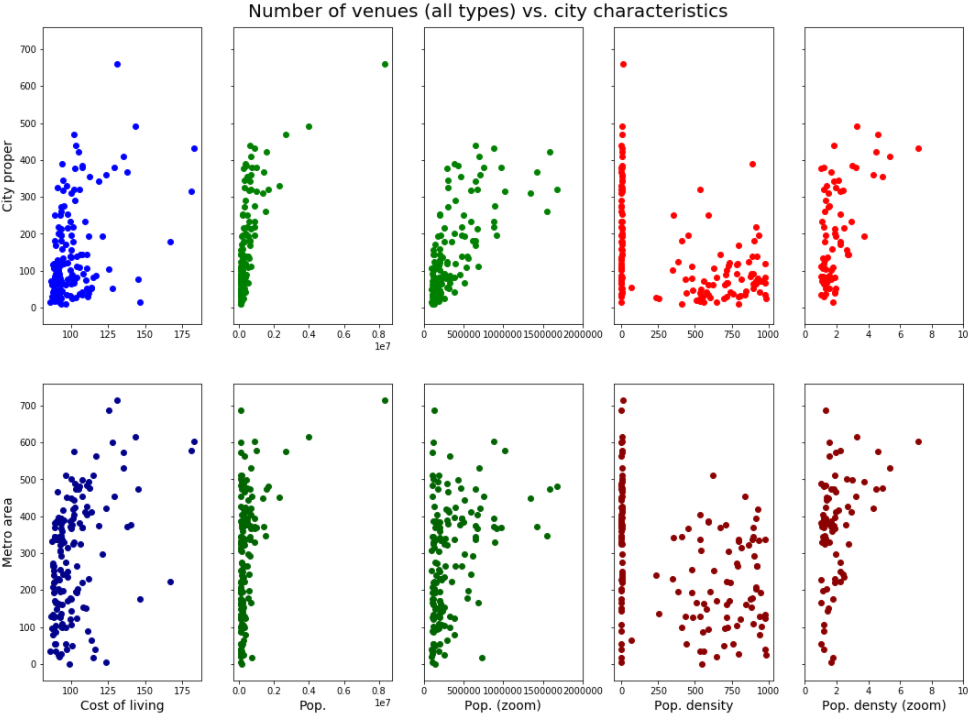 Number of venues (all types) vs. city characteristics
City proper
700
600
500
400
300
200
100
0
100 125 150 175
0.0 0.2 0.4 0.6 0.8
1e7
0 500000 1000000 1500000 2000000
0 250 500 750 1000
0 2 4 6 8 10
Metro area
700
600
500
400
300
200
100
0
100 125 150 175
0.0 0.2 0.4 0.6 0.8
1e7
0 500000 1000000 1500000 2000000
0 250 500 750 1000
0 2 4 6 8 10
Cost of living
Pop.
Pop. (zoom)
Pop. density
Pop. densty (zoom)